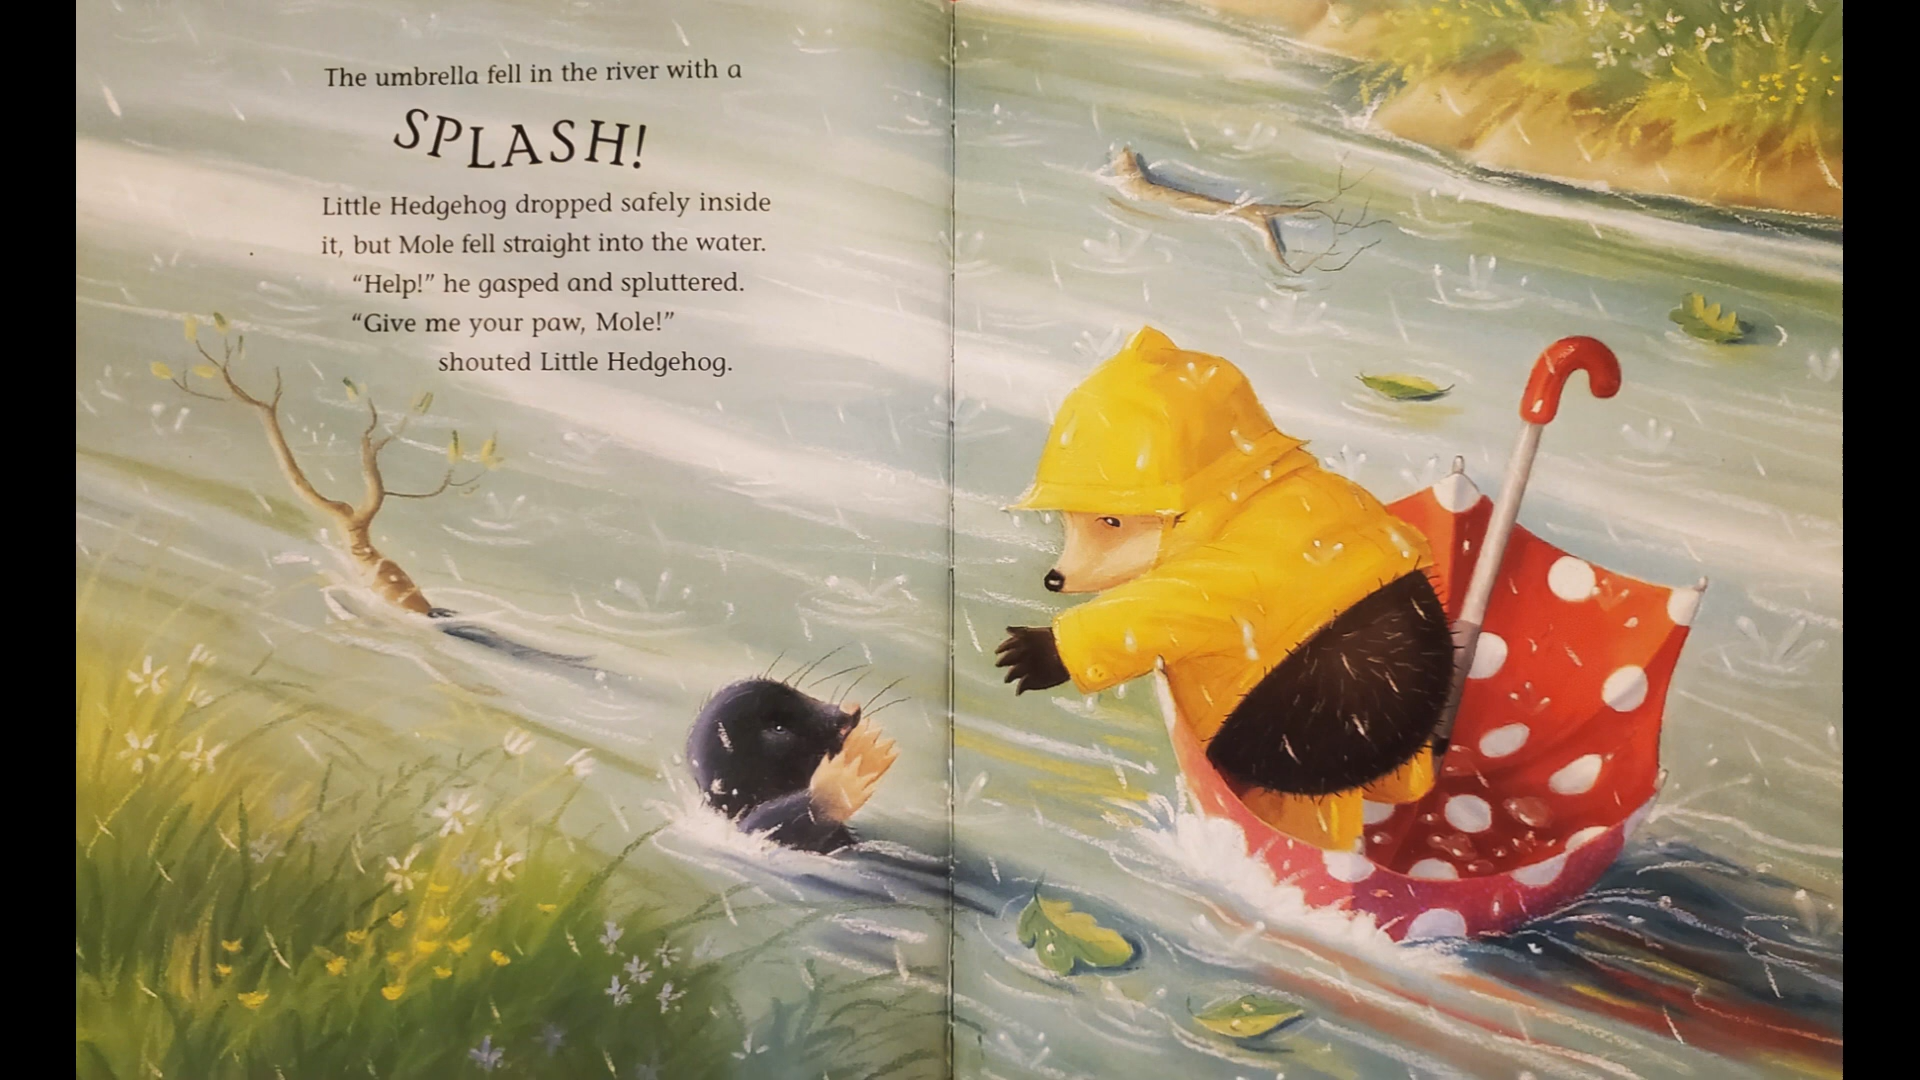 The umbrella fell in the river with a
SPLASH!
Little Hedgehog dropped safely inside
it, but Mole fell straight into the water.
“Help!” he gasped and spluttered.
“Give me your paw, Mole!”
shouted Little Hedgehog.